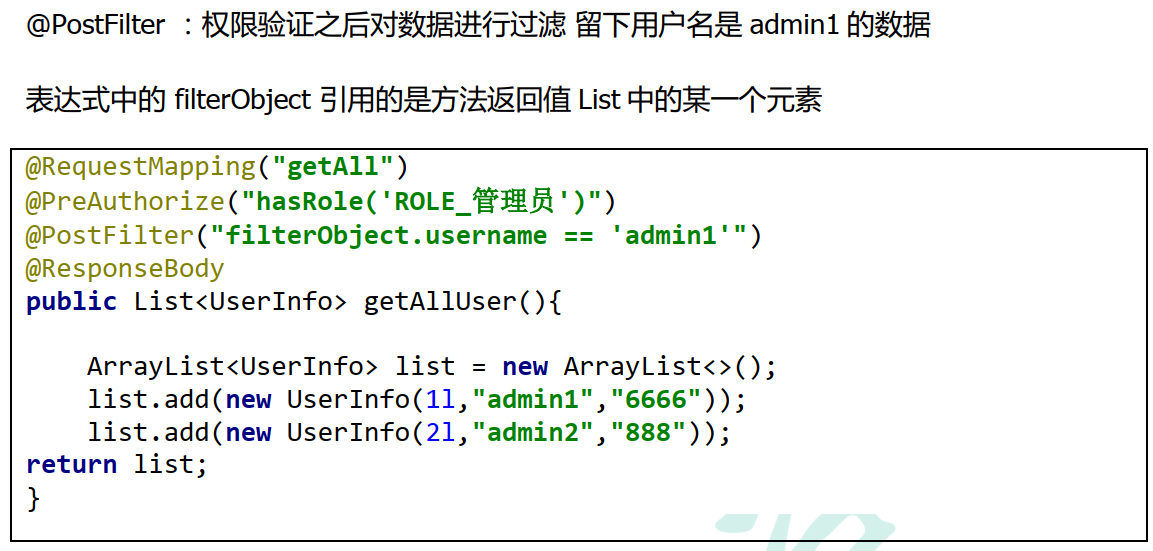 @PostFilter ：权限验证之后对数据进行过滤 留下用户名是 admin1 的数据
表达式中的 filterObject 引用的是方法返回值 List 中的某一个元素
@RequestMapping("getAll")
@PreAuthorize("hasRole('ROLE_管理员')")
@PostFilter("filterObject.username == 'admin1'")
@ResponseBody
public List<UserInfo> getAllUser(){
    ArrayList<UserInfo> list = new ArrayList<>();
    list.add(new UserInfo(1l,"admin1","6666"));
    list.add(new UserInfo(2l,"admin2","888"));
return list;
}